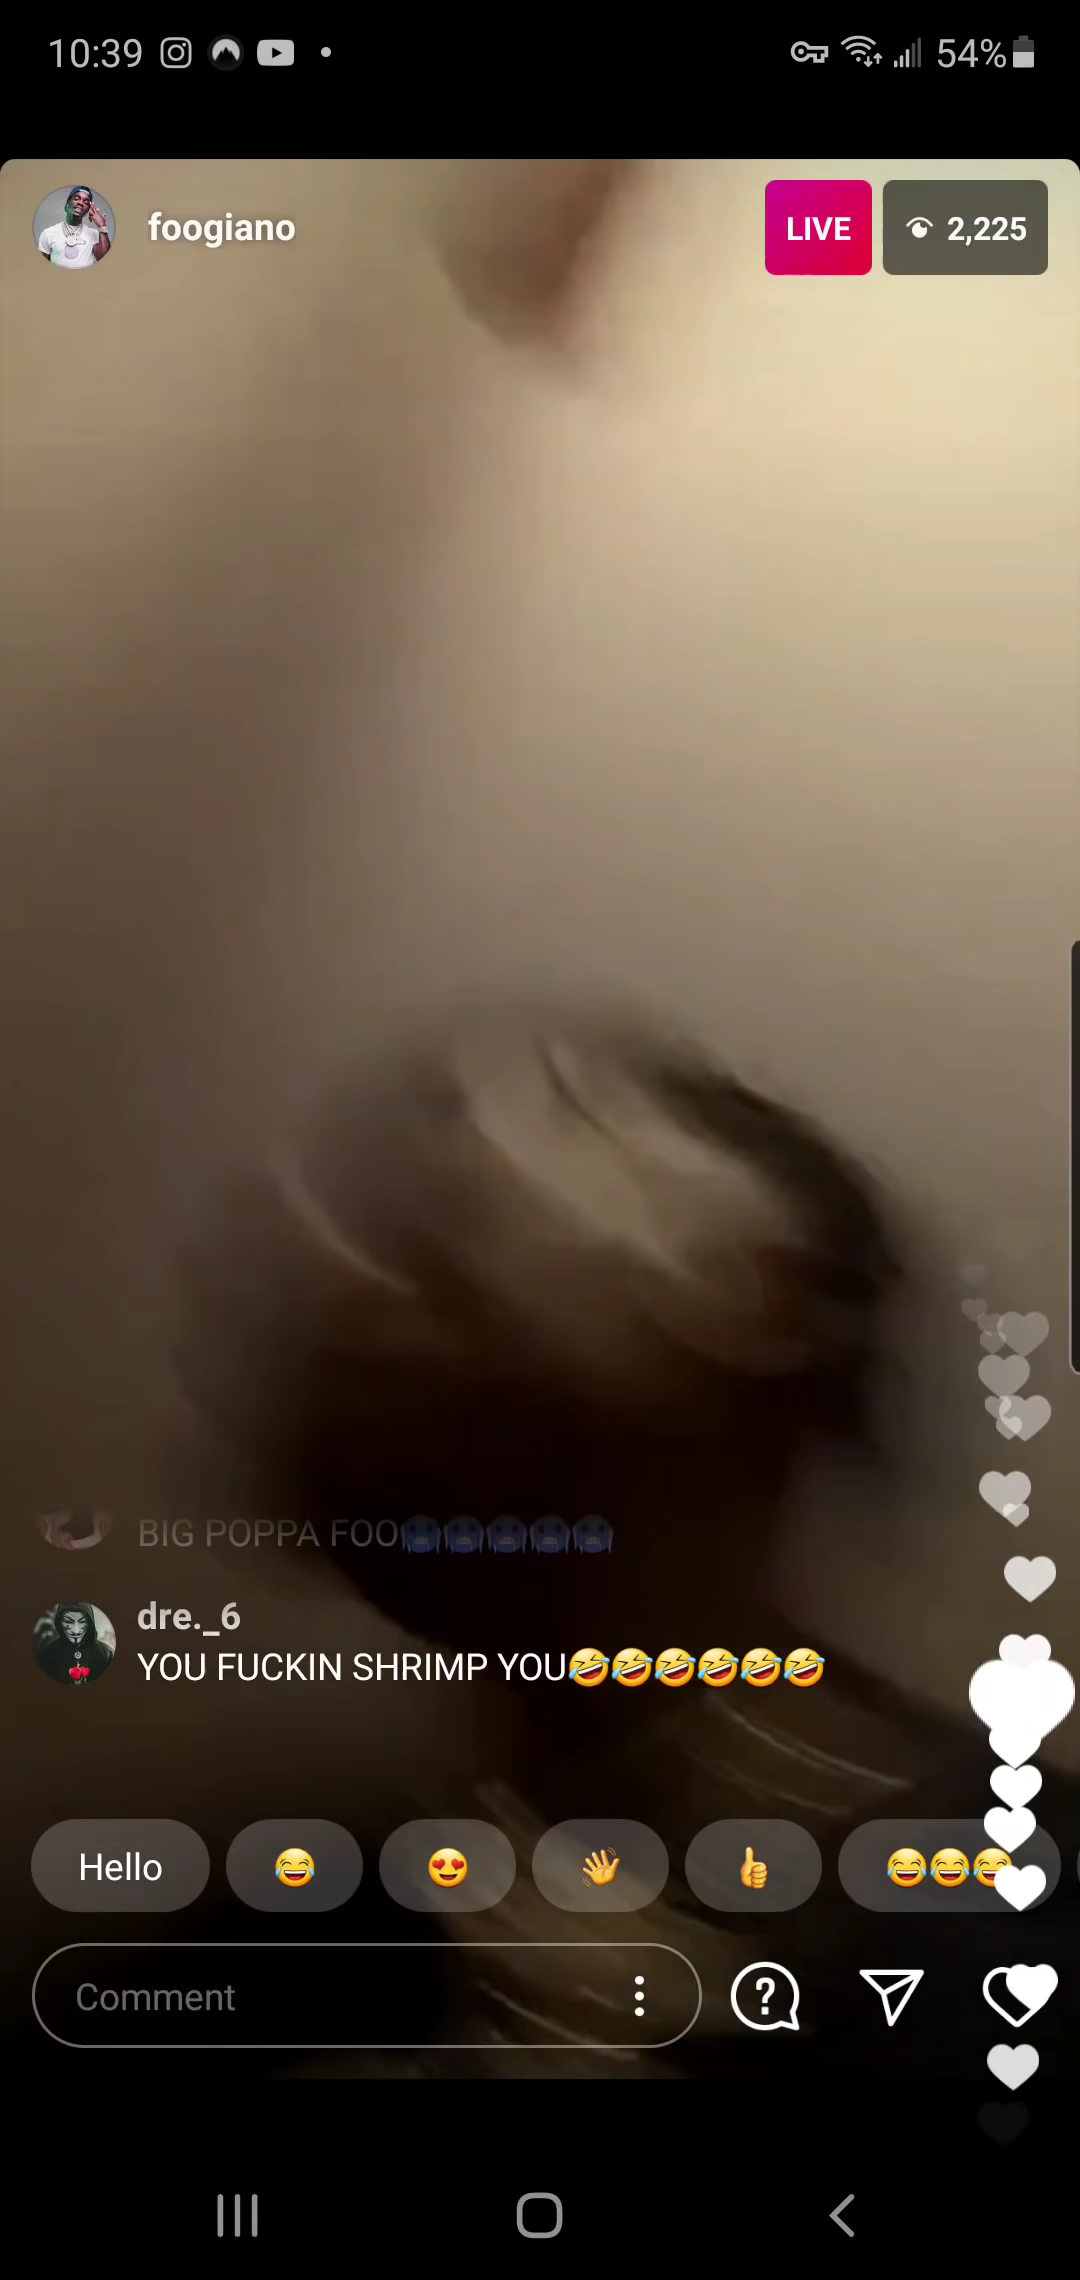 10:39
54%
foogiano
LIVE
2,225
BIG POPPA FOO🥶🥶🥶🥶🥶
dre._6
YOU FUCKIN SHRIMP YOU🤣🤣🤣🤣🤣🤣
Hello 😂 😍 👋 👍 😂😂😂
Comment